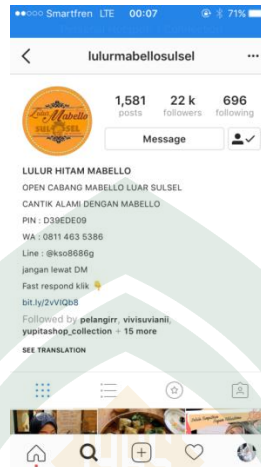 Smartfren LTE 00:07 71%
lulurmabellosulsel
1,581 22 k 696
posts followers following
Message
Lulur Mabello
SULSEL
LULUR HITAM MABELLO
OPEN CABANG MABELLO LUAR SULSEL
CANTIK ALAMI DENGAN MABELLO
PIN : D39EDE09
WA : 0811 463 5386
Line : @kso8686g
jangan lewat DM
Fast respond klik 👇
bit.ly/2vVIQb8
Followed by pelangirr, vivisuvianii,
yupitashop_collection + 15 more
SEE TRANSLATION